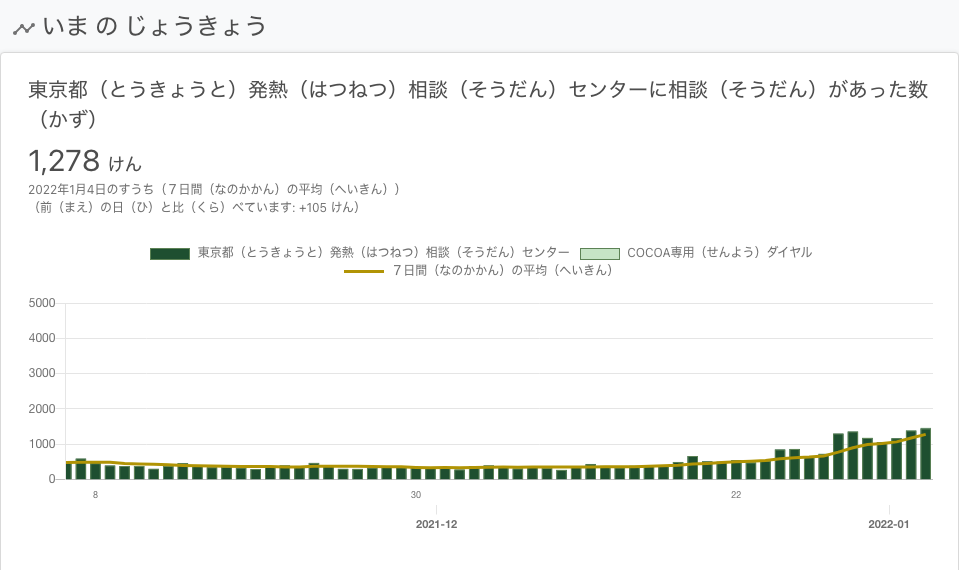 いま の じょうきょう
東京都（とうきょうと）発熱（はつねつ）相談（そうだん）センターに相談（そうだん）があった数
（かず）
1,278 けん
2022年1月4日のすうち（７日間（なのかかん）の平均（へいきん））
（前（まえ）の日（ひ）と比（くら）べています: +105 けん）
東京都（とうきょうと）発熱（はつねつ）相談（そうだん）センター COCOA専用（せんよう）ダイヤル
７日間（なのかかん）の平均（へいきん）
5000
4000
3000
2000
1000
0
8 30 22
2021-12 2022-01